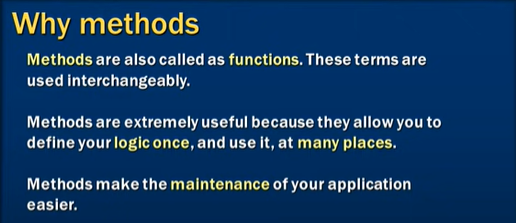 Why methods
Methods are also called as functions. These terms are
used interchangeably.
Methods are extremely useful because they allow you to
define your logic once, and use it, at many places.
Methods make the maintenance of your application
easier.